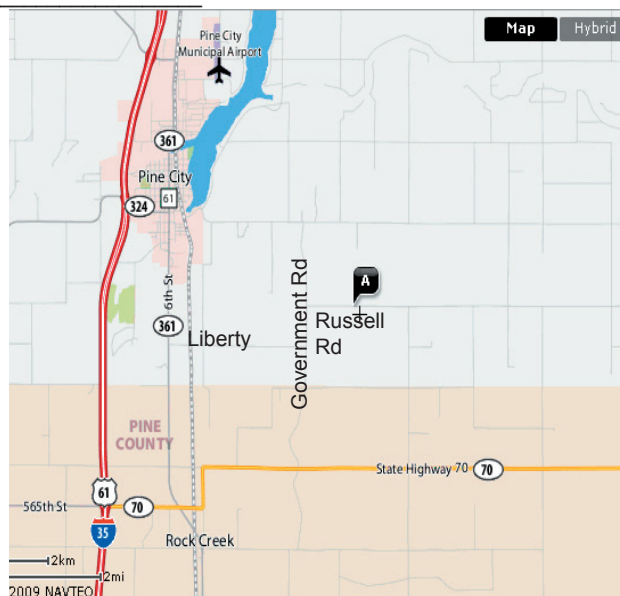 Map
Hybrid
Pine City
Municipal Airport
361
Pine City
61
324
6th St
Government Rd
A
361
Liberty
Russell
Rd
PINE
COUNTY
State Highway 70
70
61
565th St
70
35
Rock Creek
2km
2mi
2009 NAVTEQ